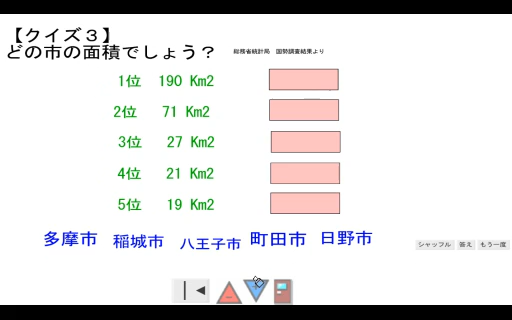 【クイズ３】
どの市の面積でしょう？ 総務省統計局 国勢調査結果より
1位 190 Km2
2位 71 Km2
3位 27 Km2
4位 21 Km2
5位 19 Km2
多摩市 稲城市 八王子市 町田市 日野市
シャッフル 答え もう一度